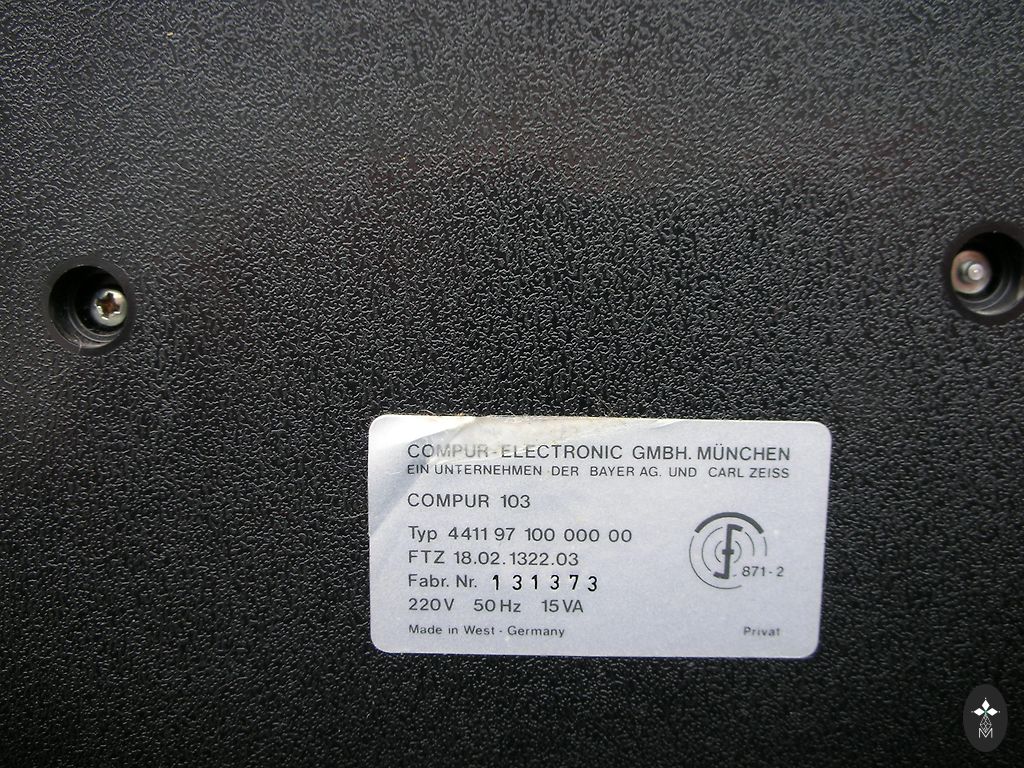 COMPUR-ELECTRONIC GMBH. MÜNCHEN
EIN UNTERNEHMEN DER BAYER AG. UND CARL ZEISS
COMPUR 103
Typ 4411 97 100 000 00
FTZ 18.02.1322.03
Fabr. Nr. 131373
871-2
220V 50Hz 15VA
Made in West-Germany
Privat
M